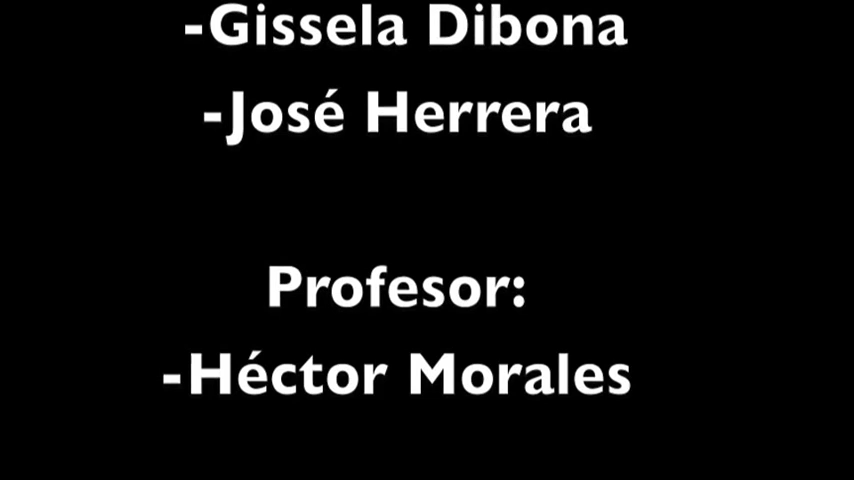 -Gissela Dibona
-José Herrera
Profesor:
-Héctor Morales